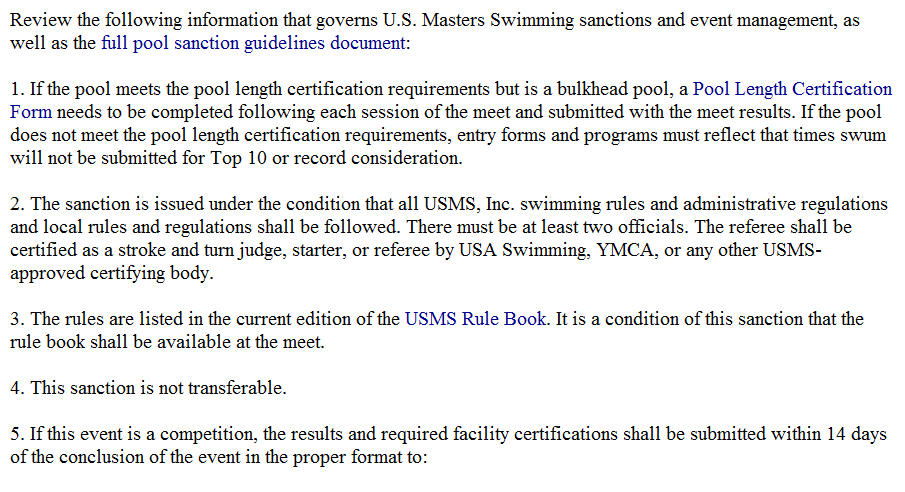 Review the following information that governs U.S. Masters Swimming sanctions and event management, as
well as the full pool sanction guidelines document:
1. If the pool meets the pool length certification requirements but is a bulkhead pool, a Pool Length Certification
Form needs to be completed following each session of the meet and submitted with the meet results. If the pool
does not meet the pool length certification requirements, entry forms and programs must reflect that times swum
will not be submitted for Top 10 or record consideration.
2. The sanction is issued under the condition that all USMS, Inc. swimming rules and administrative regulations
and local rules and regulations shall be followed. There must be at least two officials. The referee shall be
certified as a stroke and turn judge, starter, or referee by USA Swimming, YMCA, or any other USMS-
approved certifying body.
3. The rules are listed in the current edition of the USMS Rule Book. It is a condition of this sanction that the
rule book shall be available at the meet.
4. This sanction is not transferable.
5. If this event is a competition, the results and required facility certifications shall be submitted within 14 days
of the conclusion of the event in the proper format to: